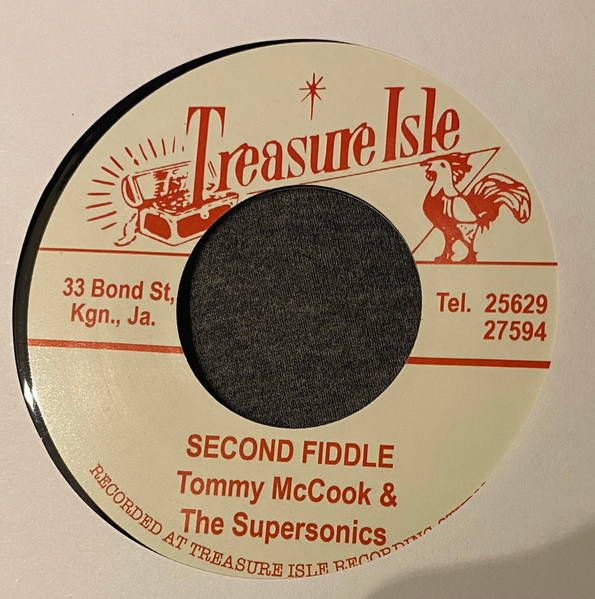 Treasure Isle
33 Bond St,
Kgn., Ja.
Tel. 25629
27594
SECOND FIDDLE
Tommy McCook &
The Supersonics
RECORDED AT TREASURE ISLE RECORDING